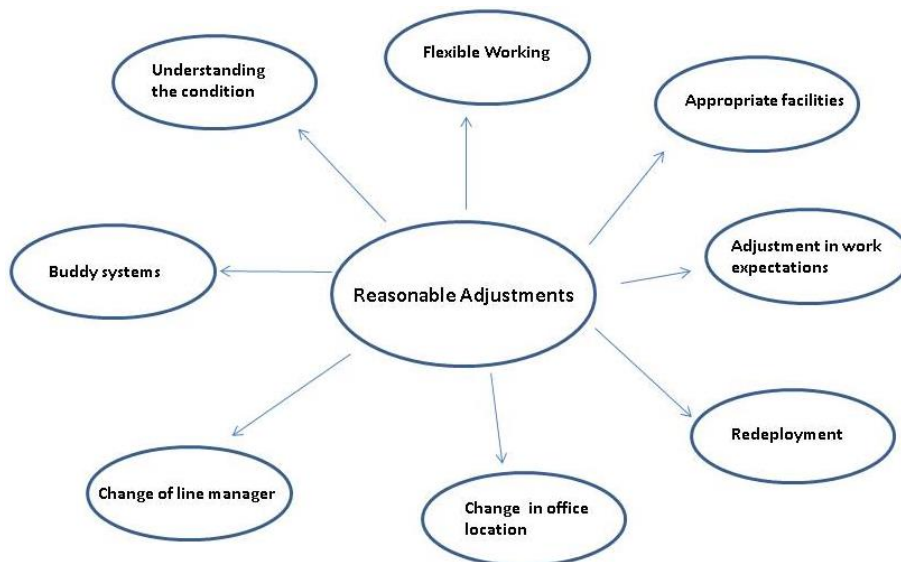 Understanding
the condition
Flexible Working
Appropriate facilities
Buddy systems
Reasonable Adjustments
Adjustment in work
expectations
Redeployment
Change of line manager
Change in office
location